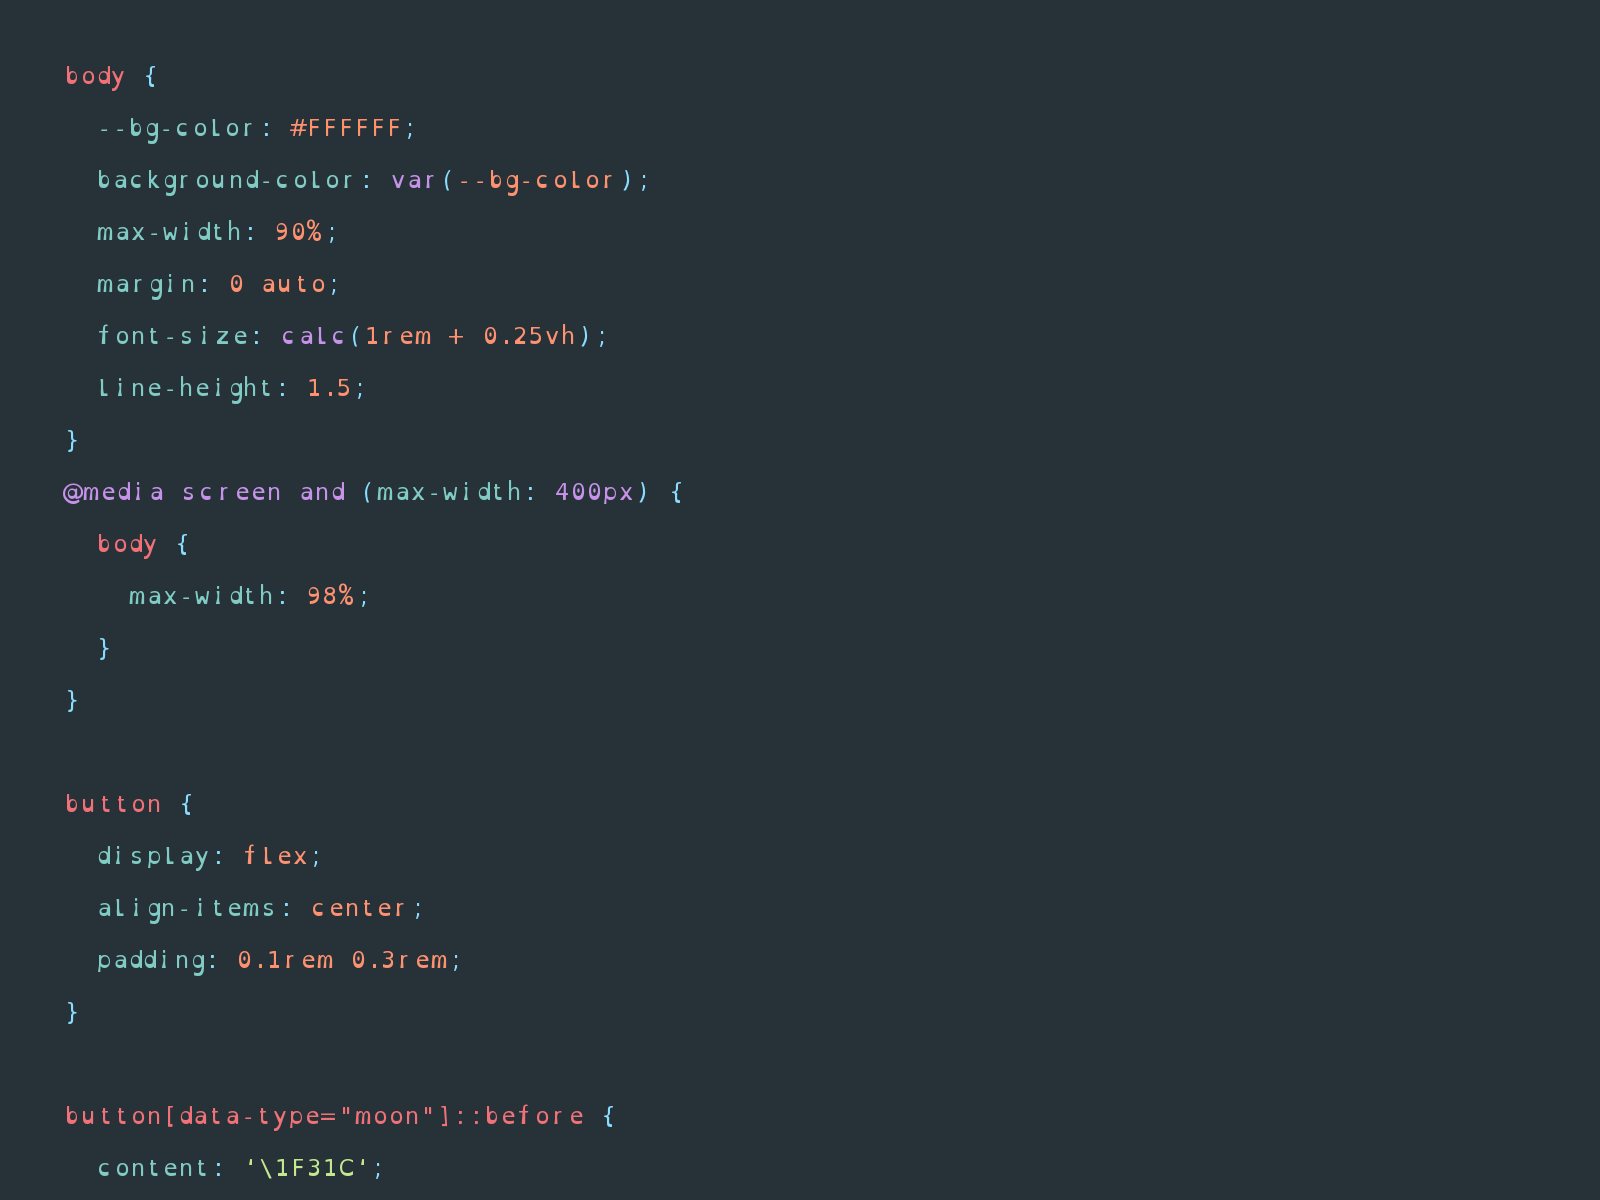 body {
  --bg-color: #FFFFFF;
  background-color: var(--bg-color);
  max-width: 90%;
  margin: 0 auto;
  font-size: calc(1rem + 0.25vh);
  line-height: 1.5;
}
@media screen and (max-width: 400px) {
  body {
    max-width: 98%;
  }
}

button {
  display: flex;
  align-items: center;
  padding: 0.1rem 0.3rem;
}

button[data-type="moon"]::before {
  content: '\1F31C';